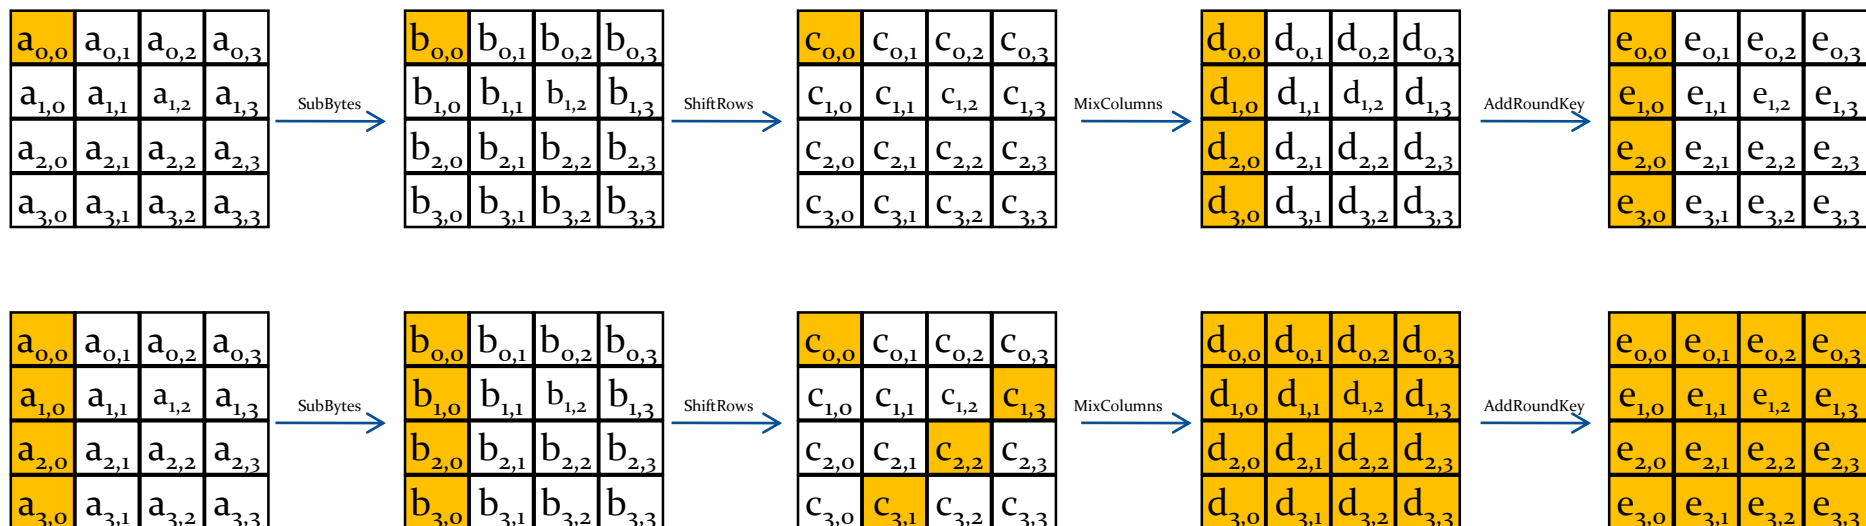 a0,0 a0,1 a0,2 a0,3 b0,0 b0,1 b0,2 b0,3 c0,0 c0,1 c0,2 c0,3 d0,0 d0,1 d0,2 d0,3 e0,0 e0,1 e0,2 e0,3
a1,0 a1,1 a1,2 a1,3 SubBytes b1,0 b1,1 b1,2 b1,3 ShiftRows c1,0 c1,1 c1,2 c1,3 MixColumns d1,0 d1,1 d1,2 d1,3 AddRoundKey e1,0 e1,1 e1,2 e1,3
a2,0 a2,1 a2,2 a2,3 b2,0 b2,1 b2,2 b2,3 c2,0 c2,1 c2,2 c2,3 d2,0 d2,1 d2,2 d2,3 e2,0 e2,1 e2,2 e2,3
a3,0 a3,1 a3,2 a3,3 b3,0 b3,1 b3,2 b3,3 c3,0 c3,1 c3,2 c3,3 d3,0 d3,1 d3,2 d3,3 e3,0 e3,1 e3,2 e3,3
a0,0 a0,1 a0,2 a0,3 b0,0 b0,1 b0,2 b0,3 c0,0 c0,1 c0,2 c0,3 d0,0 d0,1 d0,2 d0,3 e0,0 e0,1 e0,2 e0,3
a1,0 a1,1 a1,2 a1,3 SubBytes b1,0 b1,1 b1,2 b1,3 ShiftRows c1,0 c1,1 c1,2 c1,3 MixColumns d1,0 d1,1 d1,2 d1,3 AddRoundKey e1,0 e1,1 e1,2 e1,3
a2,0 a2,1 a2,2 a2,3 b2,0 b2,1 b2,2 b2,3 c2,0 c2,1 c2,2 c2,3 d2,0 d2,1 d2,2 d2,3 e2,0 e2,1 e2,2 e2,3
a3,0 a3,1 a3,2 a3,3 b3,0 b3,1 b3,2 b3,3 c3,0 c3,1 c3,2 c3,3 d3,0 d3,1 d3,2 d3,3 e3,0 e3,1 e3,2 e3,3